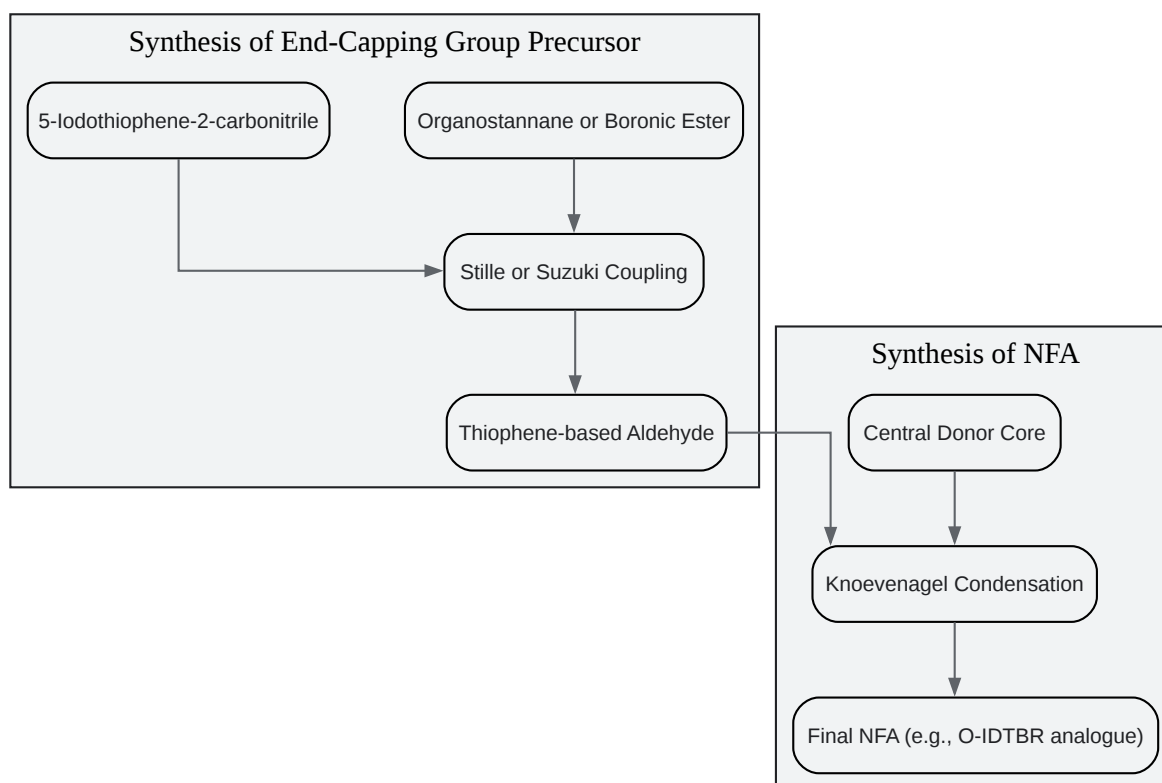 Synthesis of End-Capping Group Precursor
5-Iodothiophene-2-carbonitrile
Organostannane or Boronic Ester
Stille or Suzuki Coupling
Thiophene-based Aldehyde
Synthesis of NFA
Central Donor Core
Knoevenagel Condensation
Final NFA (e.g., O-IDTBR analogue)